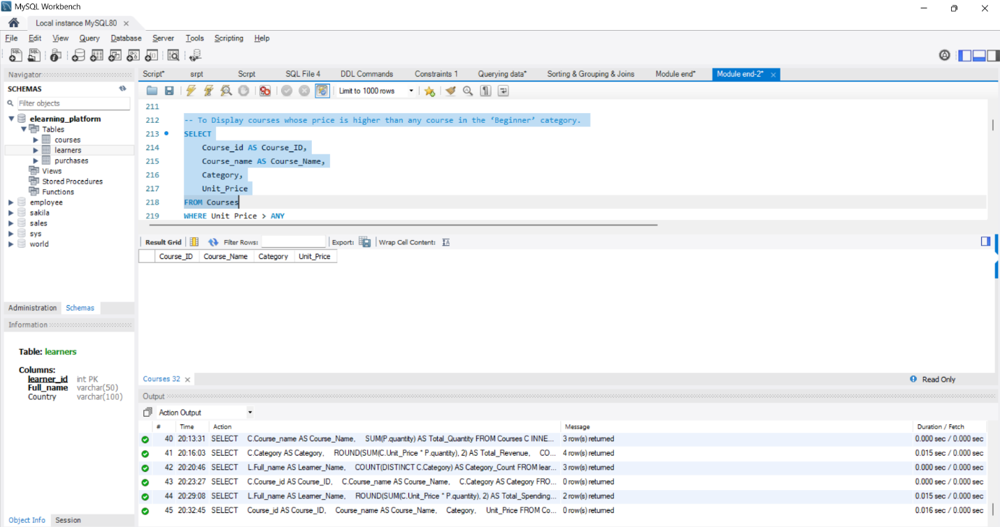 MySQL Workbench
Local instance MySQL80
File Edit View Query Database Server Tools Scripting Help
Navigator
SCHEMAS
Filter objects
elearning_platform
Tables
courses
learners
purchases
Views
Stored Procedures
Functions
employee
sakila
sales
sys
world
Administration Schemas
Information
Table: learners
Columns:
learner_id int PK
Full_name varchar(50)
Country varchar(100)
Object Info Session
Script* srpt Scrpt SQL File 4 DDL Commands Constraints 1 Querying data* Sorting & Grouping & Joins Module end* Module end-2*
Limit to 1000 rows
211
212 -- To Display courses whose price is higher than any course in the ‘Beginner’ category.
213 SELECT
214 Course_id AS Course_ID,
215 Course_name AS Course_Name,
216 Category,
217 Unit_Price
218 FROM Courses
219 WHERE Unit_Price > ANY
Result Grid Filter Rows: Export: Wrap Cell Content:
Course_ID Course_Name Category Unit_Price
Courses 32 Read Only
Output
Action Output
# Time Action Message Duration / Fetch
40 20:13:31 SELECT C.Course_name AS Course_Name, SUM(P.quantity) AS Total_Quantity FROM Courses C INNE... 3 row(s) returned 0.000 sec / 0.000 sec
41 20:16:03 SELECT C.Category AS Category, ROUND(SUM(C.Unit_Price * P.quantity), 2) AS Total_Revenue, CO... 4 row(s) returned 0.015 sec / 0.000 sec
42 20:20:46 SELECT L.Full_name AS Learner_Name, COUNT(DISTINCT C.Category) AS Category_Count FROM lear... 3 row(s) returned 0.000 sec / 0.000 sec
43 20:23:27 SELECT C.Course_id AS Course_ID, C.Course_name AS Course_Name, C.Category AS Category FRO... 0 row(s) returned 0.000 sec / 0.000 sec
44 20:29:08 SELECT L.Full_name AS Learner_Name, ROUND(SUM(C.Unit_Price * P.quantity), 2) AS Total_Spending... 2 row(s) returned 0.015 sec / 0.000 sec
45 20:32:45 SELECT Course_id AS Course_ID, Course_name AS Course_Name, Category, Unit_Price FROM Co... 0 row(s) returned 0.016 sec / 0.000 sec